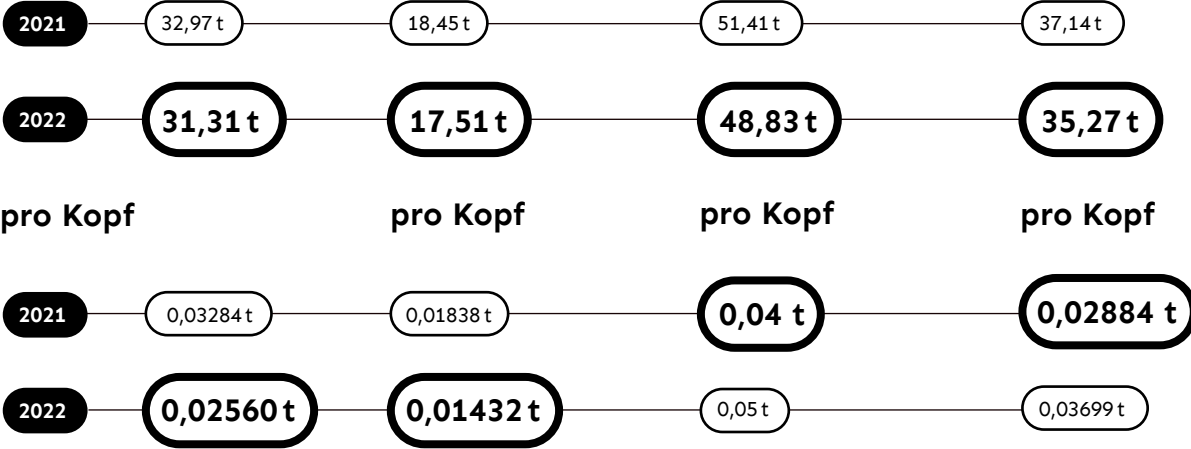 2021 32,97 t 18,45 t 51,41 t 37,14 t
2022 31,31 t 17,51 t 48,83 t 35,27 t
pro Kopf pro Kopf pro Kopf pro Kopf
2021 0,03284 t 0,01838 t 0,04 t 0,02884 t
2022 0,02560 t 0,01432 t 0,05 t 0,03699 t